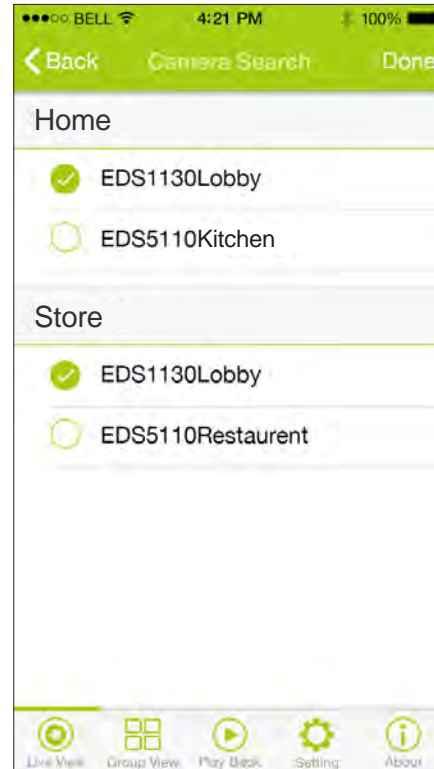 BELL 4:21 PM 100%
Back Camera Search Done
Home
EDS1130Lobby
EDS5110Kitchen
Store
EDS1130Lobby
EDS5110Restaurent
Live View Group View Play Back Setting About